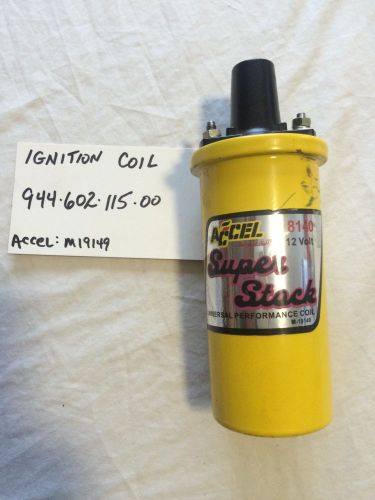 IGNITION COIL
944.602.115.00
Accel: M19149
ACCEL
8140
12 Volt
Super
Stock
UNIVERSAL PERFORMANCE COIL
M-19149